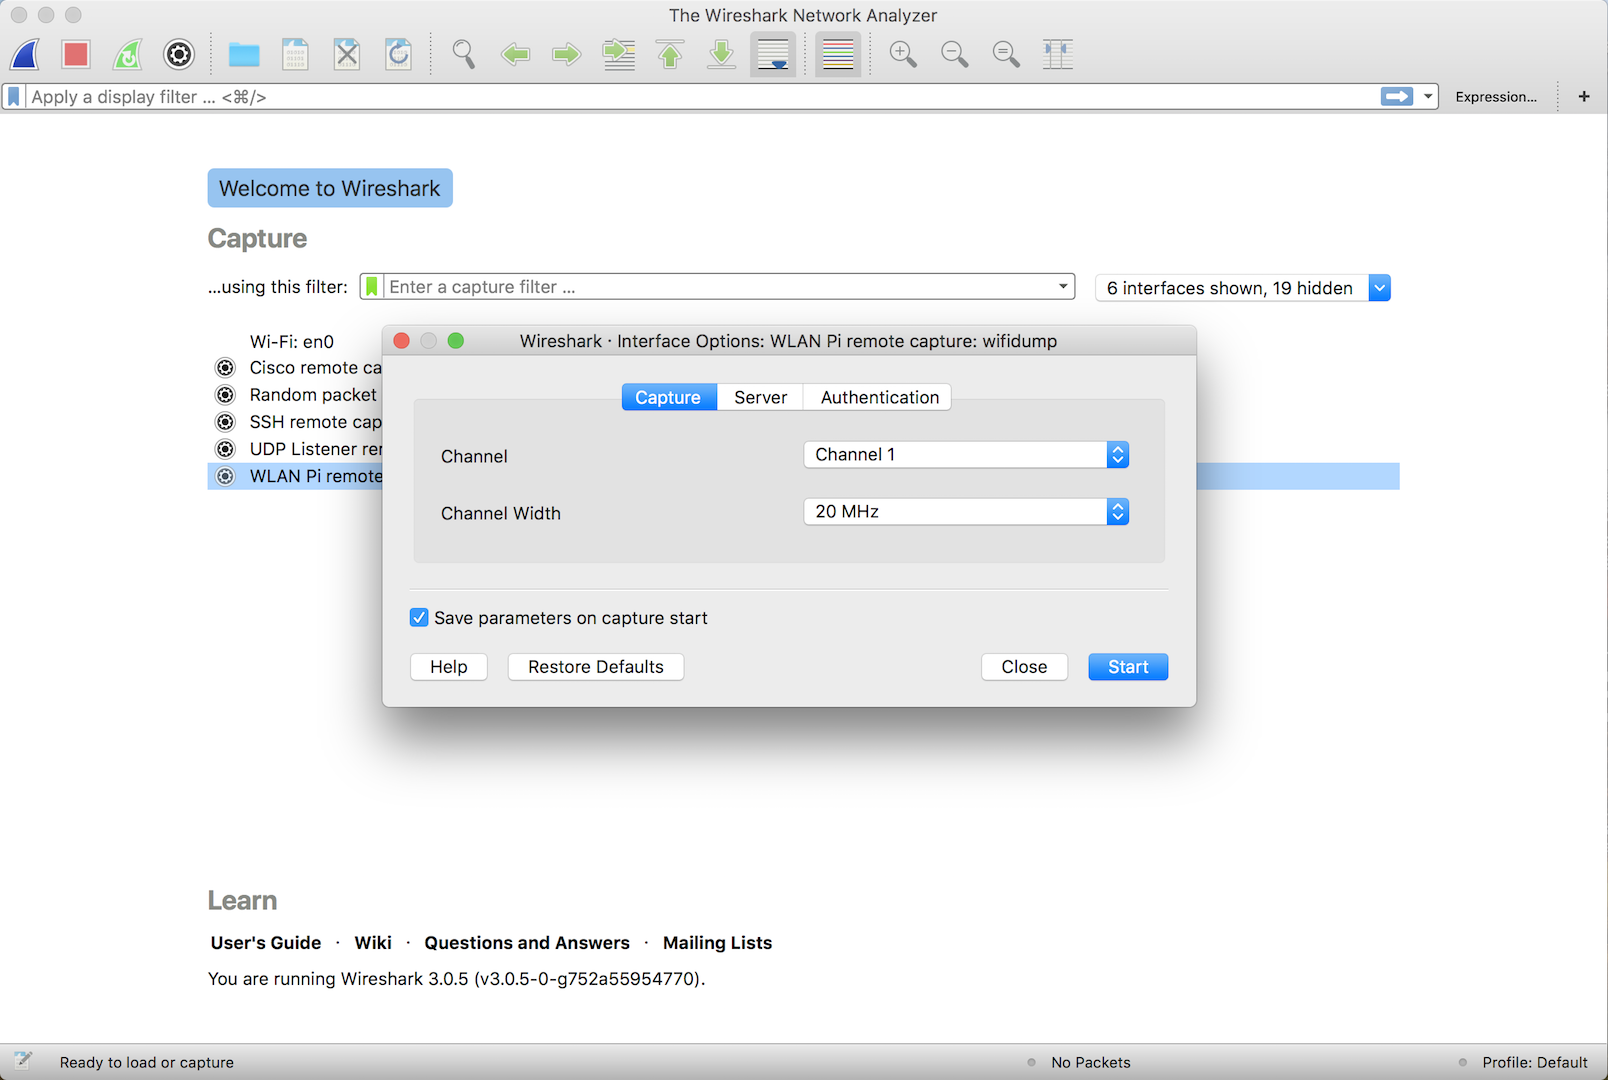 The Wireshark Network Analyzer
Apply a display filter ... <⌘/>
Expression...
+
Welcome to Wireshark
Capture
...using this filter:
Enter a capture filter ...
6 interfaces shown, 19 hidden
Wi-Fi: en0
Cisco remote ca
Random packet
SSH remote cap
UDP Listener rem
WLAN Pi remote
Wireshark · Interface Options: WLAN Pi remote capture: wifidump
Capture
Server
Authentication
Channel
Channel 1
Channel Width
20 MHz
Save parameters on capture start
Help
Restore Defaults
Close
Start
Learn
User's Guide · Wiki · Questions and Answers · Mailing Lists
You are running Wireshark 3.0.5 (v3.0.5-0-g752a55954770).
Ready to load or capture
No Packets
Profile: Default